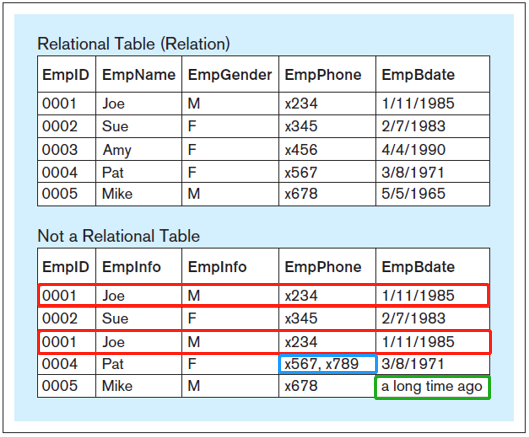 Relational Table (Relation)
EmpID EmpName EmpGender EmpPhone EmpBdate
0001 Joe M x234 1/11/1985
0002 Sue F x345 2/7/1983
0003 Amy F x456 4/4/1990
0004 Pat F x567 3/8/1971
0005 Mike M x678 5/5/1965
Not a Relational Table
EmpID EmpInfo EmpInfo EmpPhone EmpBdate
0001 Joe M x234 1/11/1985
0002 Sue F x345 2/7/1983
0001 Joe M x234 1/11/1985
0004 Pat F x567, x789 3/8/1971
0005 Mike M x678 a long time ago